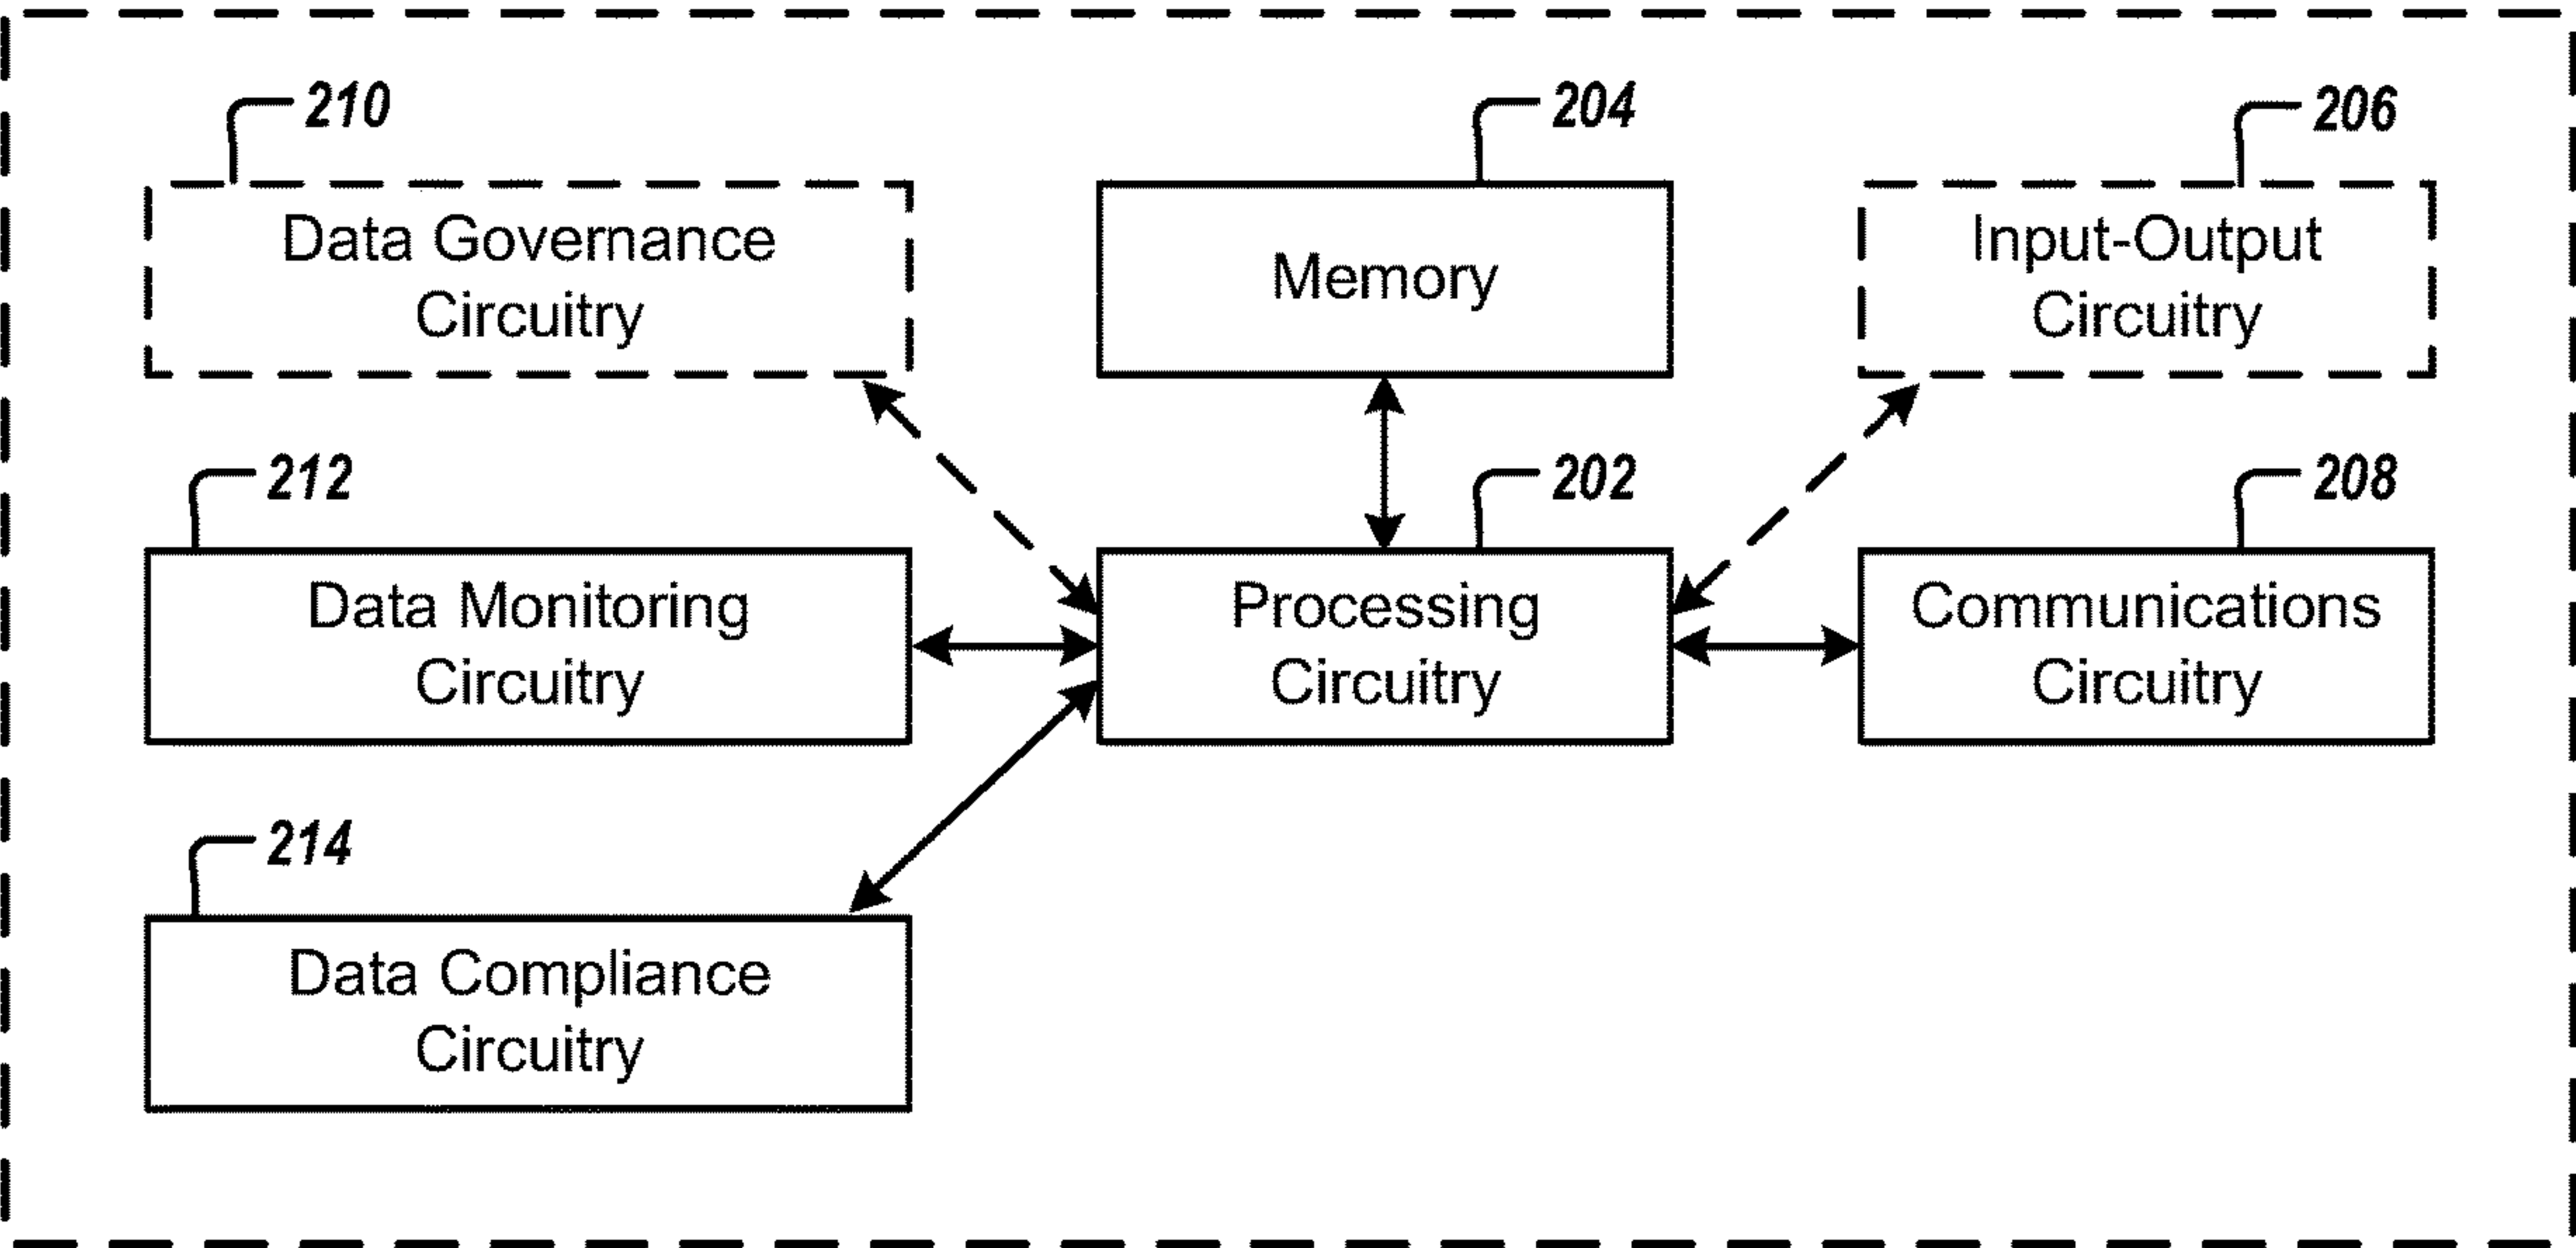 210
204
206
Data Governance
Circuitry
Memory
Input-Output
Circuitry
212
202
208
Data Monitoring
Circuitry
Processing
Circuitry
Communications
Circuitry
214
Data Compliance
Circuitry